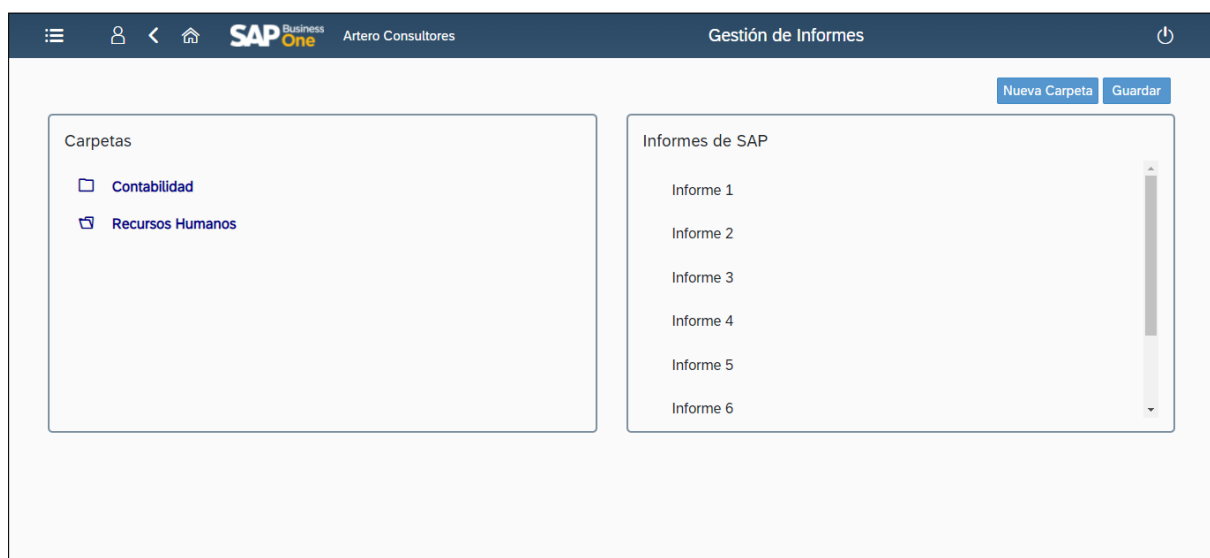 SAP Business One Artero Consultores Gestión de Informes
Nueva Carpeta Guardar
Carpetas
Contabilidad
Recursos Humanos
Informes de SAP
Informe 1
Informe 2
Informe 3
Informe 4
Informe 5
Informe 6